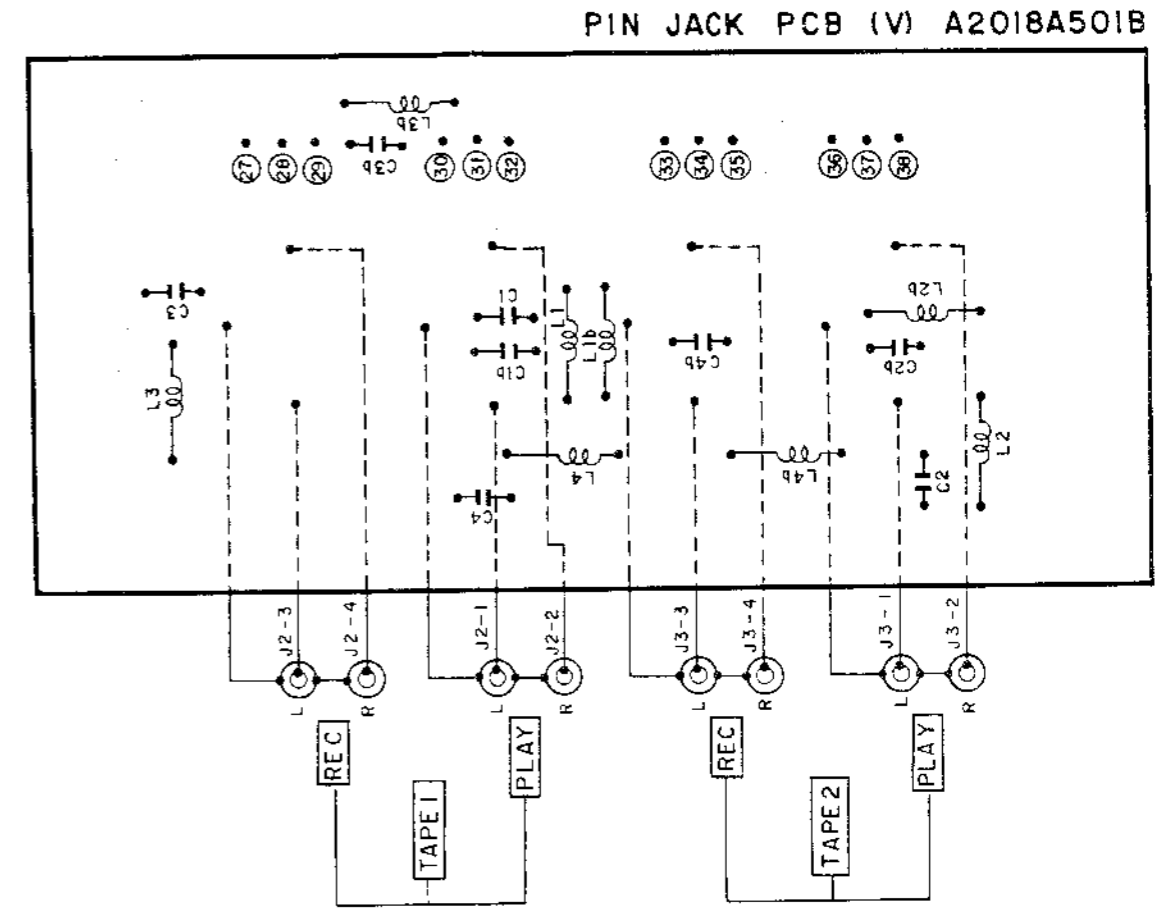 PIN JACK PCB (V) A2018A501B
L3b
C3b
27 28 29 30 31 32 33 34 35 36 37 38
C3
L3
C1
C1b
L1
L1b
C4b
L2b
C2b
L4
C4
L4b
C2
L2
J2-3 J2-4 J2-1 J2-2 J3-3 J3-4 J3-1 J3-2
L R L R L R L R
REC PLAY REC PLAY
TAPE1 TAPE2